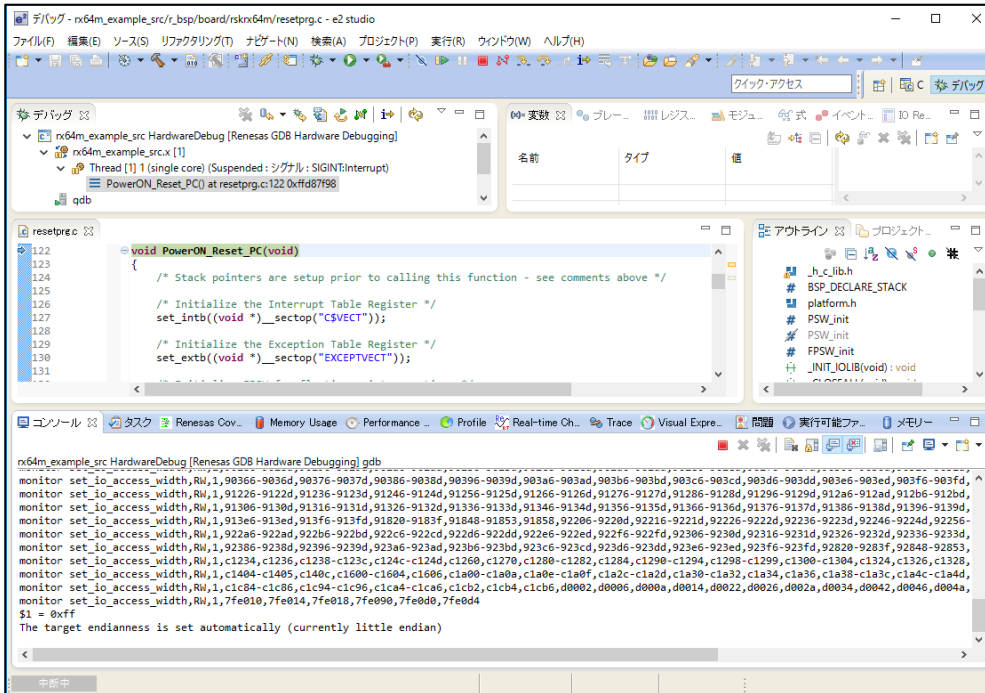 デバッグ - rx64m_example_src/r_bsp/board/rskrx64m/resetprg.c - e2 studio
ファイル(F) 編集(E) ソース(S) リファクタリング(T) ナビゲート(N) 検索(A) プロジェクト(P) 実行(R) ウィンドウ(W) ヘルプ(H)
クイック・アクセス
C デバッグ
デバッグ
rx64m_example_src HardwareDebug [Renesas GDB Hardware Debugging]
rx64m_example_src.x [1]
Thread [1] 1 (single core) (Suspended : シグナル : SIGINT:Interrupt)
PowerON_Reset_PC() at resetprg.c:122 0xffd87f98
gdb
変数 ブレー... レジス... モジュ... 式 イベント... IO Re...
名前 タイプ 値
resetprg.c
122 void PowerON_Reset_PC(void)
123 {
124 /* Stack pointers are setup prior to calling this function - see comments above */
125
126 /* Initialize the Interrupt Table Register */
127 set_intb((void *)__sectop("C$VECT"));
128
129 /* Initialize the Exception Table Register */
130 set_extb((void *)__sectop("EXCEPTVECT"));
131
アウトライン プロジェクト...
_h_c_lib.h
BSP_DECLARE_STACK
platform.h
PSW_init
PSW_init
FPSW_init
_INIT_IOLIB(void) : void
コンソール タスク Renesas Cov... Memory Usage Performance ... Profile Real-time Ch... Trace Visual Expre... 問題 実行可能ファ... メモリー
rx64m_example_src HardwareDebug [Renesas GDB Hardware Debugging] gdb
monitor set_io_access_width,RW,1,90366-9036d,90376-9037d,90386-9038d,90396-9039d,903a6-903ad,903b6-903bd,903c6-903cd,903d6-903dd,903e6-903ed,903f6-903fd,
monitor set_io_access_width,RW,1,91226-9122d,91236-9123d,91246-9124d,91256-9125d,91266-9126d,91276-9127d,91286-9128d,91296-9129d,912a6-912ad,912b6-912bd,
monitor set_io_access_width,RW,1,91306-9130d,91316-9131d,91326-9132d,91336-9133d,91346-9134d,91356-9135d,91366-9136d,91376-9137d,91386-9138d,91396-9139d,
monitor set_io_access_width,RW,1,913e6-913ed,913f6-913fd,91820-9183f,91848-91853,91858,92206-9220d,92216-9221d,92226-9222d,92236-9223d,92246-9224d,92256-
monitor set_io_access_width,RW,1,922a6-922ad,922b6-922bd,922c6-922cd,922d6-922dd,922e6-922ed,922f6-922fd,92306-9230d,92316-9231d,92326-9232d,92336-9233d,
monitor set_io_access_width,RW,1,92386-9238d,92396-9239d,923a6-923ad,923b6-923bd,923c6-923cd,923d6-923dd,923e6-923ed,923f6-923fd,92820-9283f,92848-92853,
monitor set_io_access_width,RW,1,c1234,c1236,c1238-c123c,c124c-c124d,c1260,c1270,c1280-c1282,c1284,c1290-c1294,c1298-c1299,c1300-c1304,c1324,c1326,c1328,
monitor set_io_access_width,RW,1,c1404-c1405,c140c,c1600-c1604,c1606,c1a00-c1a0a,c1a0e-c1a0f,c1a2c-c1a2d,c1a30-c1a32,c1a34,c1a36,c1a38-c1a3c,c1a4c-c1a4d,
monitor set_io_access_width,RW,1,c1c84-c1c86,c1c94-c1c96,c1ca4-c1ca6,c1cb2,c1cb4,c1cb6,d0002,d0006,d000a,d0014,d0022,d0026,d002a,d0034,d0042,d0046,d004a,
monitor set_io_access_width,RW,1,7fe010,7fe014,7fe018,7fe090,7fe0d0,7fe0d4
$1 = 0xff
The target endianness is set automatically (currently little endian)
中断中